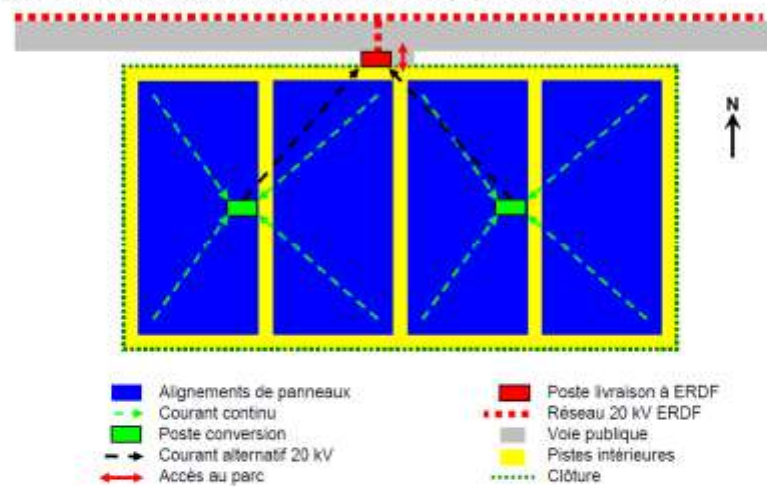 N
Alignements de panneaux
Courant continu
Poste conversion
Courant alternatif 20 kV
Accès au parc
Poste livraison à ERDF
Réseau 20 kV ERDF
Voie publique
Pistes intérieures
Clôture